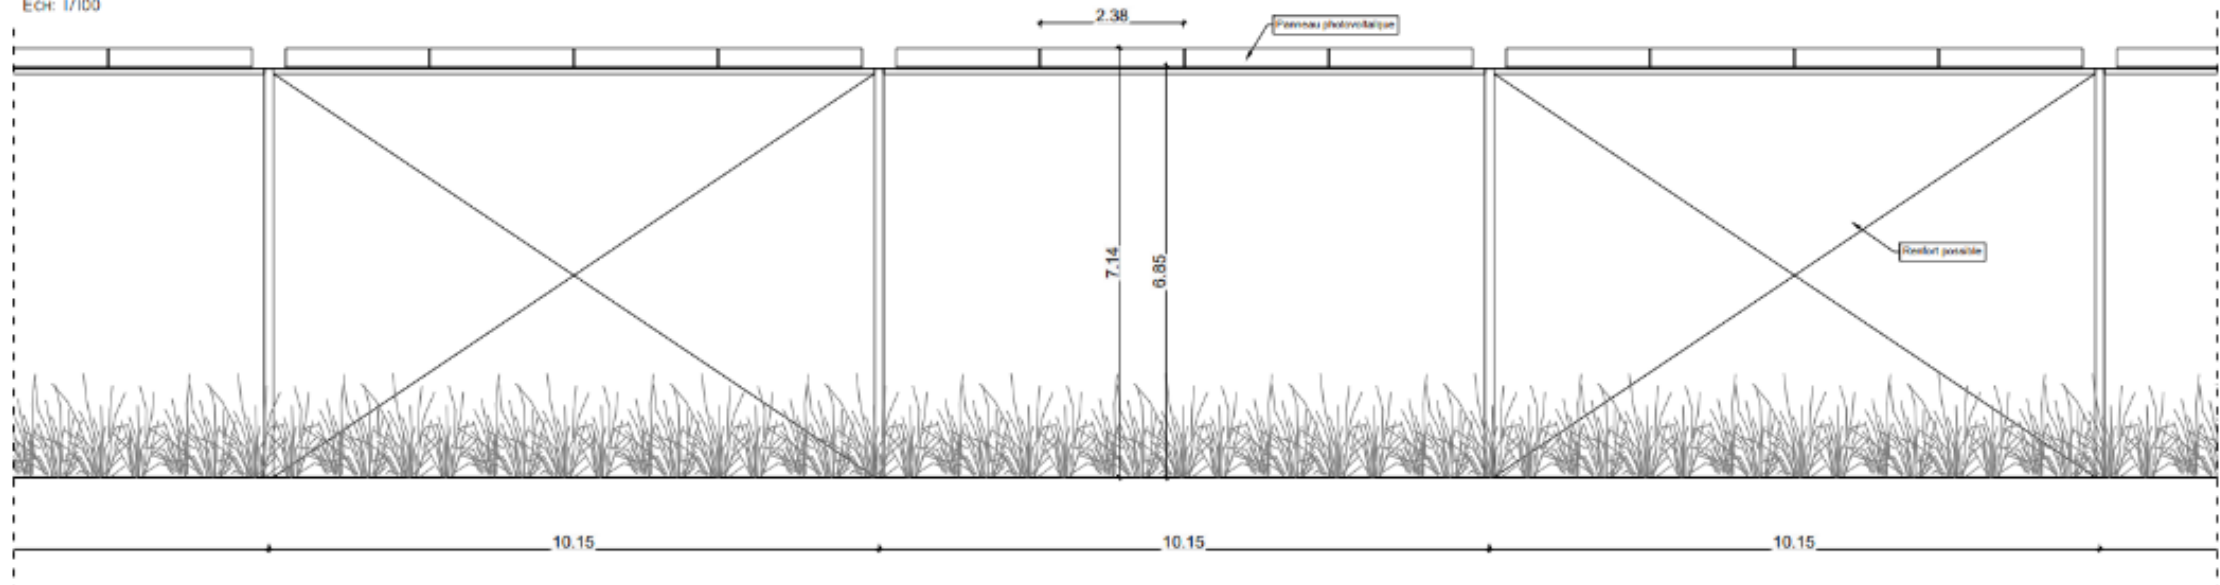 ECH: 1/100
2.38
Panneau photovoltaïque
7.14
6.85
Renfort possible
10.15
10.15
10.15